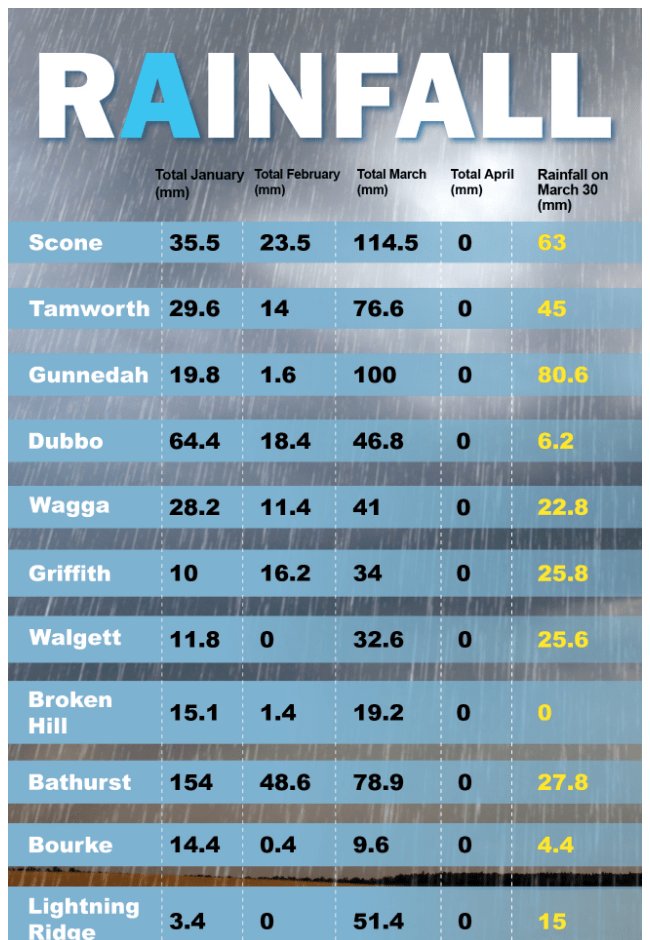 RAINFALL
Total January Total February Total March Total April Rainfall on
(mm) (mm) (mm) (mm) March 30
(mm)
Scone 35.5 23.5 114.5 0 63
Tamworth 29.6 14 76.6 0 45
Gunnedah 19.8 1.6 100 0 80.6
Dubbo 64.4 18.4 46.8 0 6.2
Wagga 28.2 11.4 41 0 22.8
Griffith 10 16.2 34 0 25.8
Walgett 11.8 0 32.6 0 25.6
Broken
Hill 15.1 1.4 19.2 0 0
Bathurst 154 48.6 78.9 0 27.8
Bourke 14.4 0.4 9.6 0 4.4
Lightning
Ridge 3.4 0 51.4 0 15